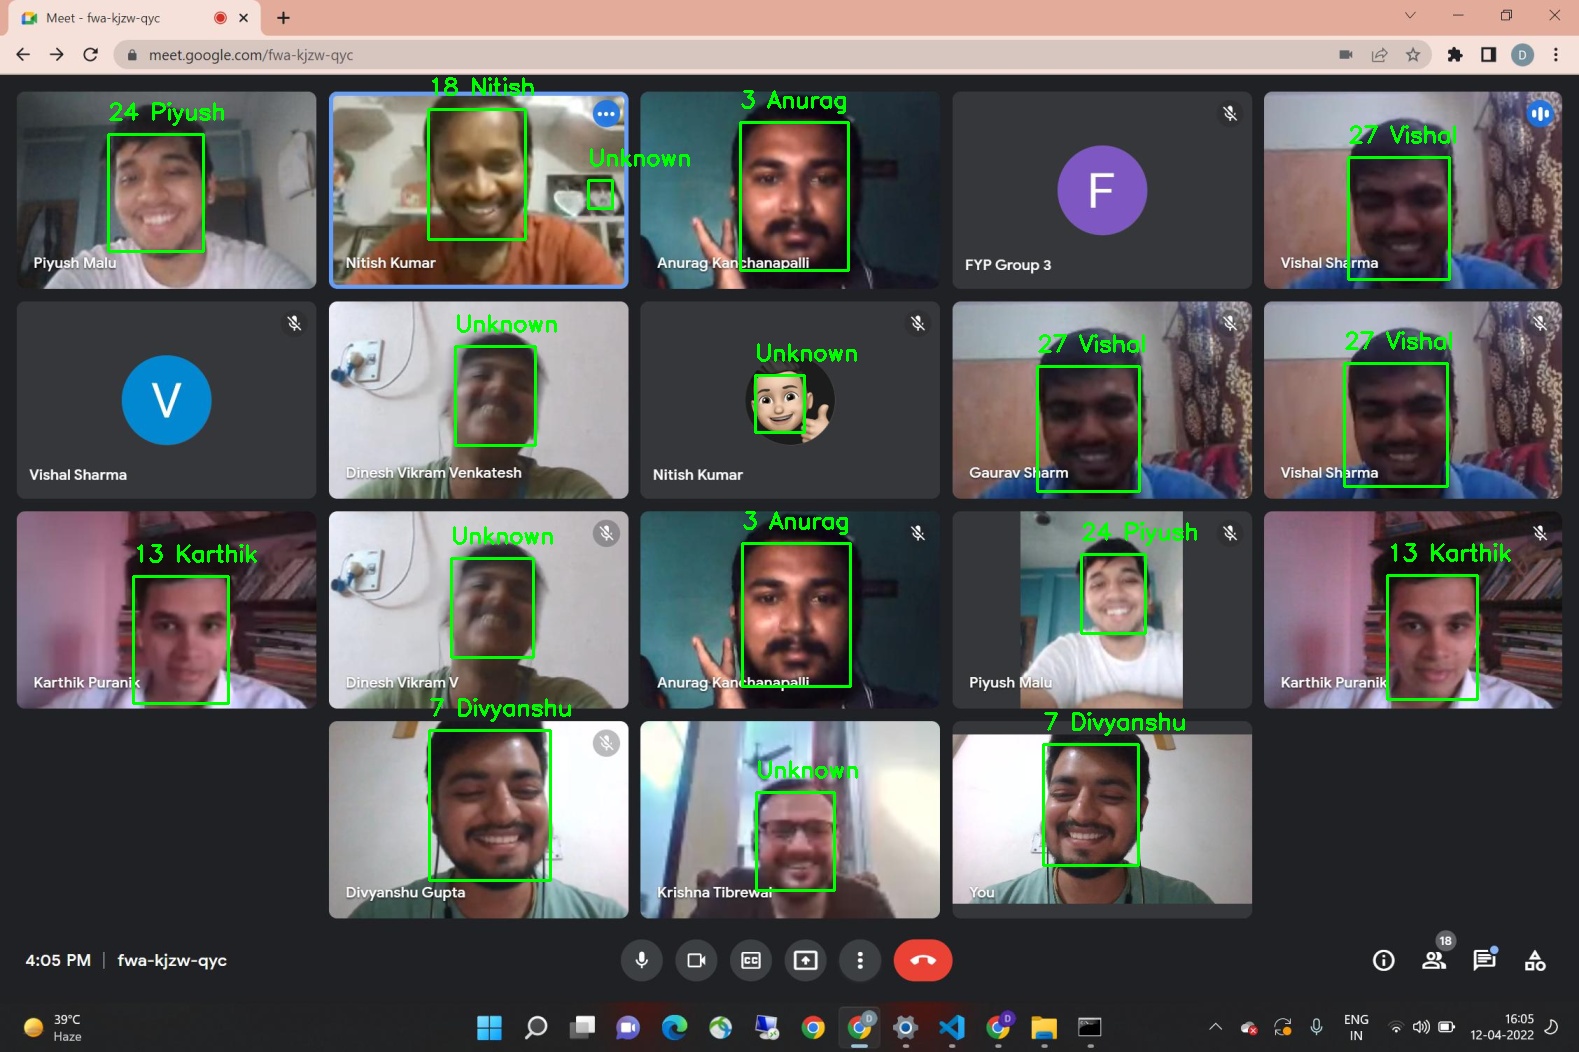 Meet - fwa-kjzw-qyc
meet.google.com/fwa-kjzw-qyc
D
24 Piyush
Piyush Malu
18 Nitish
Unknown
Nitish Kumar
3 Anurag
Anurag Kanchanapalli
F
FYP Group 3
27 Vishal
Vishal Sharma
V
Vishal Sharma
Unknown
Dinesh Vikram Venkatesh
Unknown
Nitish Kumar
27 Vishal
Gaurav Sharm
27 Vishal
Vishal Sharma
13 Karthik
Karthik Puranik
Unknown
Dinesh Vikram V
3 Anurag
Anurag Kanchanapalli
24 Piyush
Piyush Malu
13 Karthik
Karthik Puranik
7 Divyanshu
Divyanshu Gupta
Unknown
Krishna Tibrewal
7 Divyanshu
You
4:05 PM | fwa-kjzw-qyc
CC
18
39°C
Haze
D
D
ENG
IN
16:05
12-04-2022